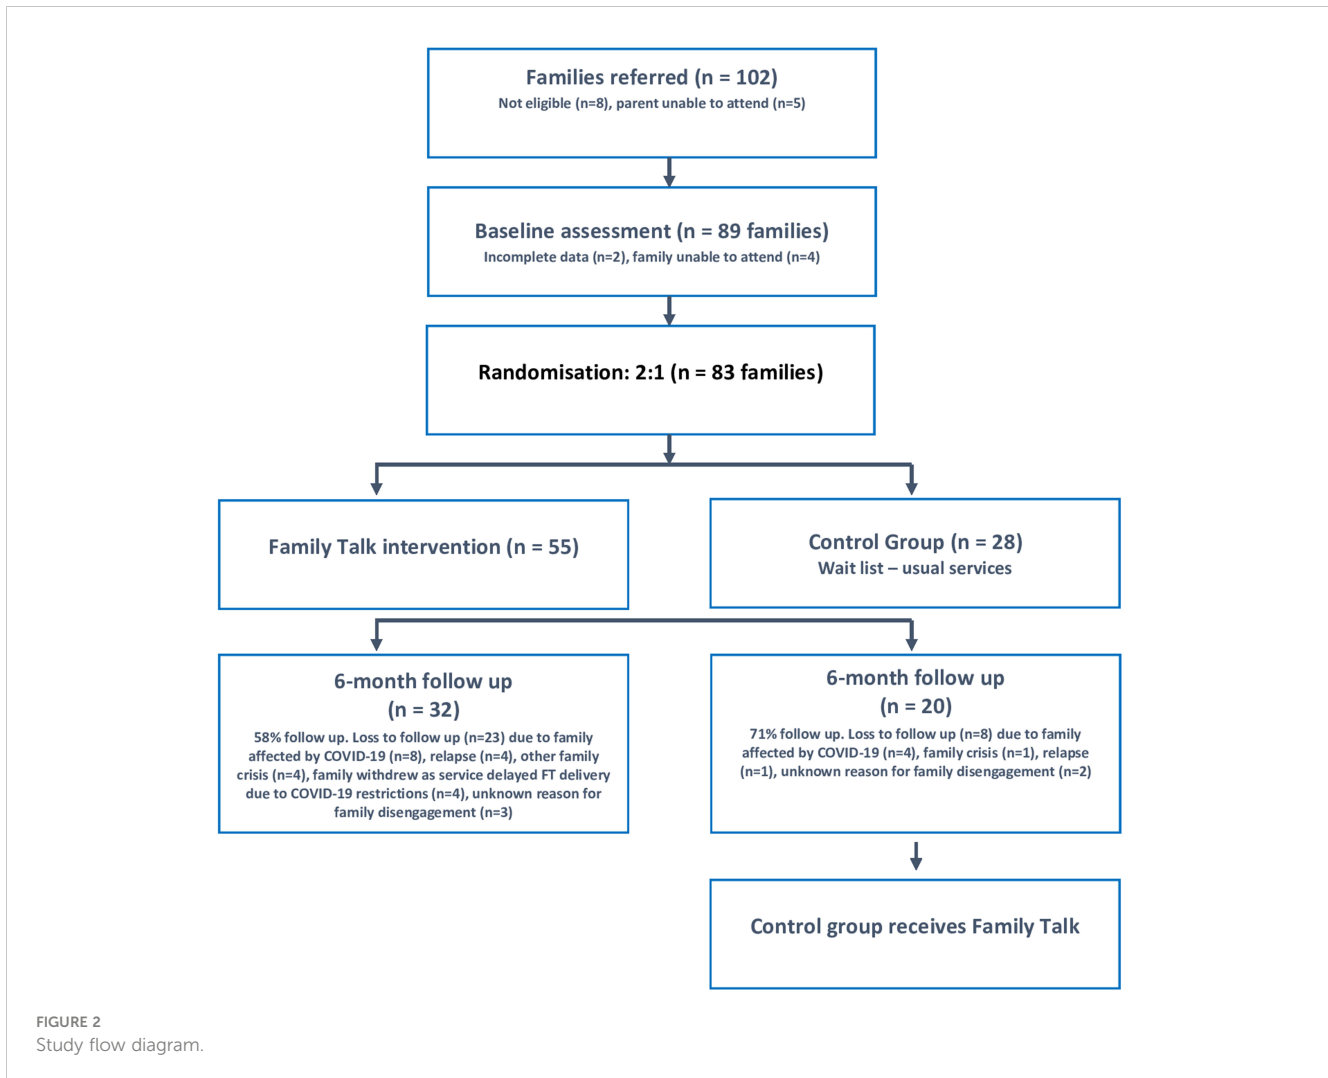 Families referred (n = 102)
Not eligible (n=8), parent unable to attend (n=5)
Baseline assessment (n = 89 families)
Incomplete data (n=2), family unable to attend (n=4)
Randomisation: 2:1 (n = 83 families)
Family Talk intervention (n = 55)
Control Group (n = 28)
Wait list – usual services
6-month follow up
(n = 32)
58% follow up. Loss to follow up (n=23) due to family
affected by COVID-19 (n=8), relapse (n=4), other family
crisis (n=4), family withdrew as service delayed FT delivery
due to COVID-19 restrictions (n=4), unknown reason for
family disengagement (n=3)
6-month follow up
(n = 20)
71% follow up. Loss to follow up (n=8) due to family
affected by COVID-19 (n=4), family crisis (n=1), relapse
(n=1), unknown reason for family disengagement (n=2)
Control group receives Family Talk
FIGURE 2
Study flow diagram.